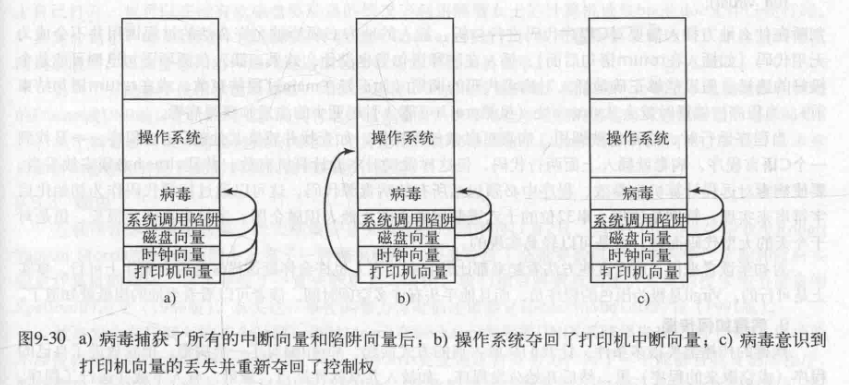 操作系统
病毒
系统调用陷阱
磁盘向量
时钟向量
打印机向量
a)
操作系统
病毒
系统调用陷阱
磁盘向量
时钟向量
打印机向量
b)
操作系统
病毒
系统调用陷阱
磁盘向量
时钟向量
打印机向量
c)
图9-30 a) 病毒捕获了所有的中断向量和陷阱向量后；b) 操作系统夺回了打印机中断向量；c) 病毒意识到
打印机向量的丢失并重新夺回了控制权